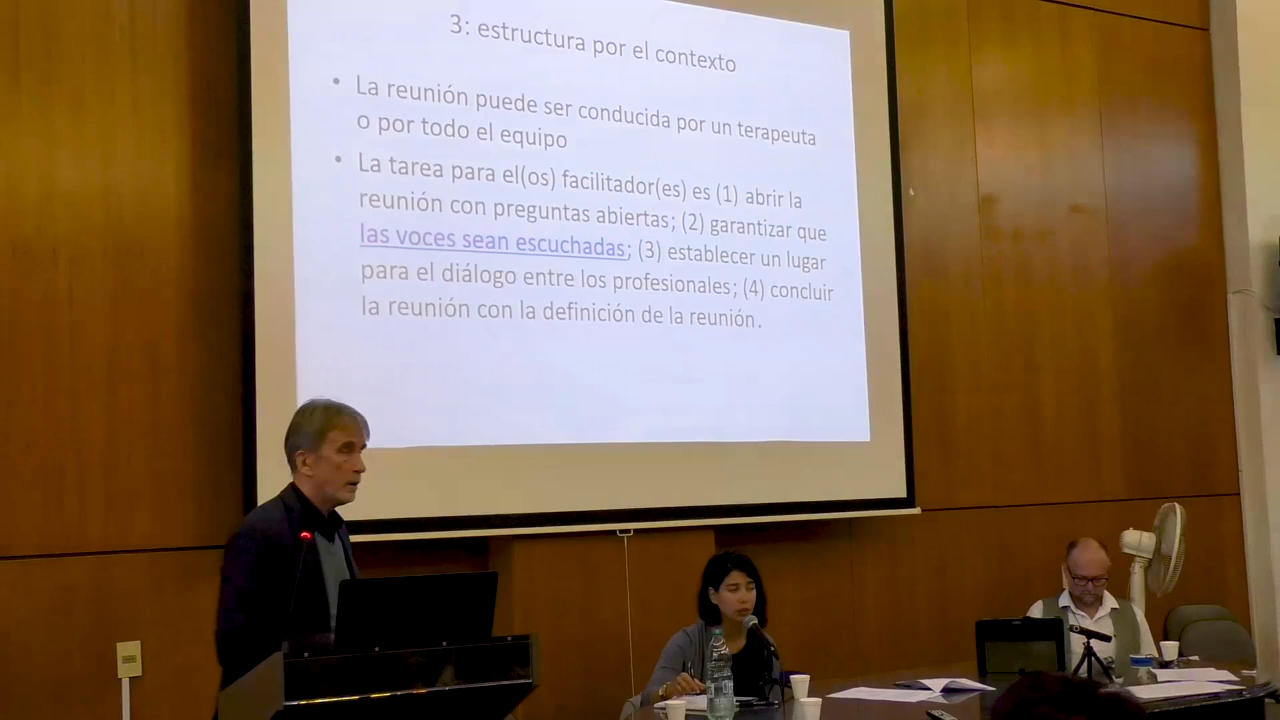 3: estructura por el contexto
• La reunión puede ser conducida por un terapeuta
o por todo el equipo
• La tarea para el(os) facilitador(es) es (1) abrir la
reunión con preguntas abiertas; (2) garantizar que
las voces sean escuchadas; (3) establecer un lugar
para el diálogo entre los profesionales; (4) concluir
la reunión con la definición de la reunión.